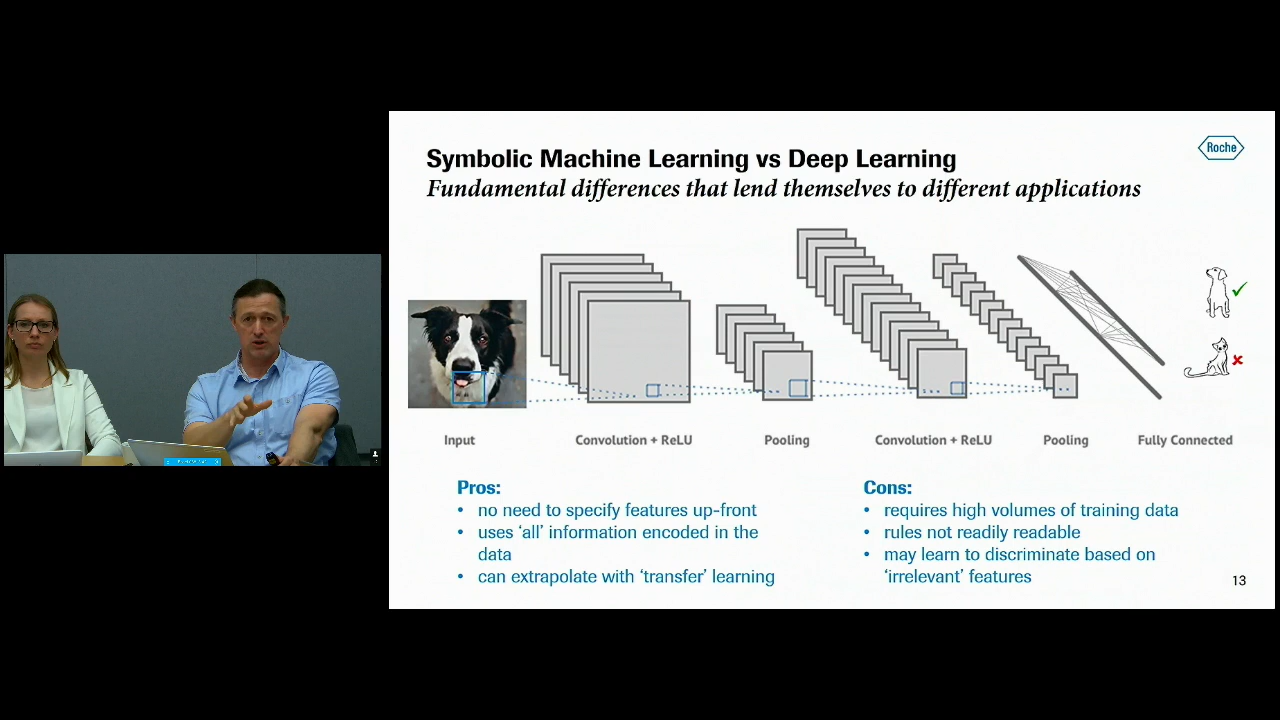 Symbolic Machine Learning vs Deep Learning
Roche
Fundamental differences that lend themselves to different applications
Input
Convolution + ReLU
Pooling
Convolution + ReLU
Pooling
Fully Connected
Pros:
• no need to specify features up-front
• uses ‘all’ information encoded in the
data
• can extrapolate with ‘transfer’ learning
Cons:
• requires high volumes of training data
• rules not readily readable
• may learn to discriminate based on
‘irrelevant’ features
13